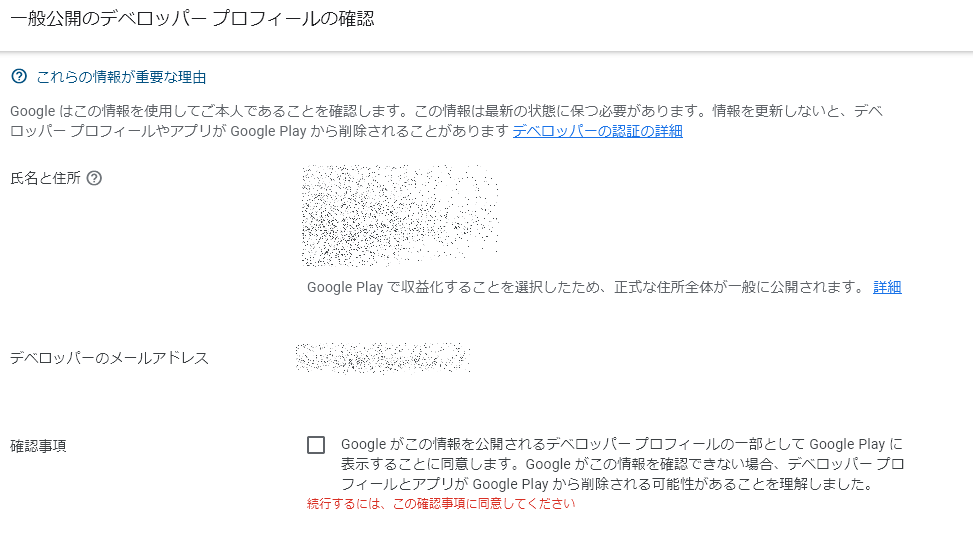 一般公開のデベロッパー プロフィールの確認
これらの情報が重要な理由
Google はこの情報を使用してご本人であることを確認します。この情報は最新の状態に保つ必要があります。情報を更新しないと、デベ
ロッパー プロフィールやアプリが Google Play から削除されることがあります デベロッパーの認証の詳細
氏名と住所
Google Play で収益化することを選択したため、正式な住所全体が一般に公開されます。 詳細
デベロッパーのメールアドレス
確認事項
Google がこの情報を公開されるデベロッパー プロフィールの一部として Google Play に
表示することに同意します。Google がこの情報を確認できない場合、デベロッパー プロ
フィールとアプリが Google Play から削除される可能性があることを理解しました。
続行するには、この確認事項に同意してください